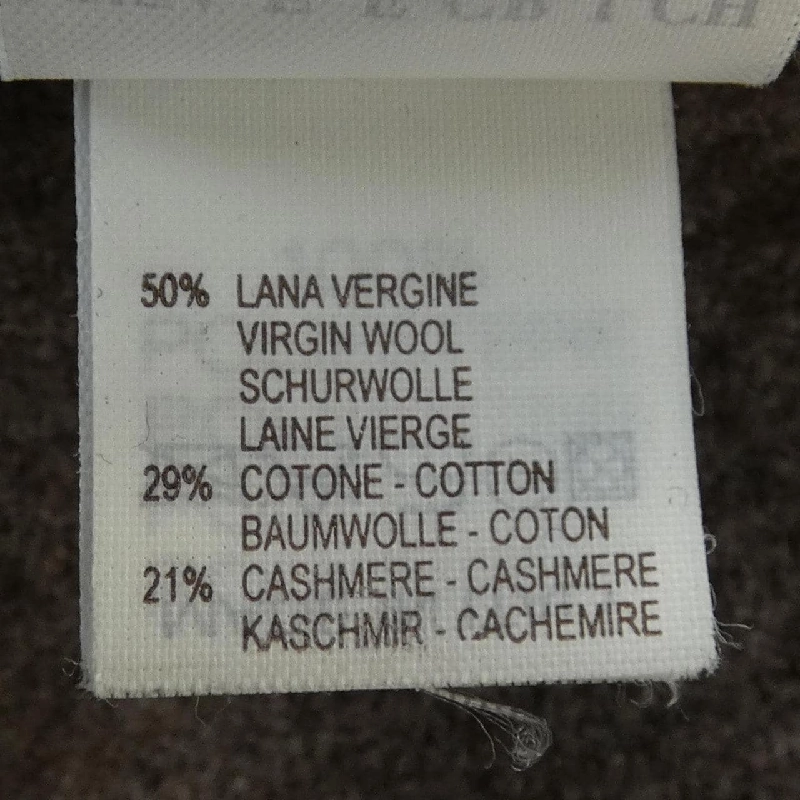 50% LANA VERGINE
VIRGIN WOOL
SCHURWOLLE
LAINE VIERGE
29% COTONE - COTTON
BAUMWOLLE - COTON
21% CASHMERE - CASHMERE
KASCHMIR - CACHEMIRE